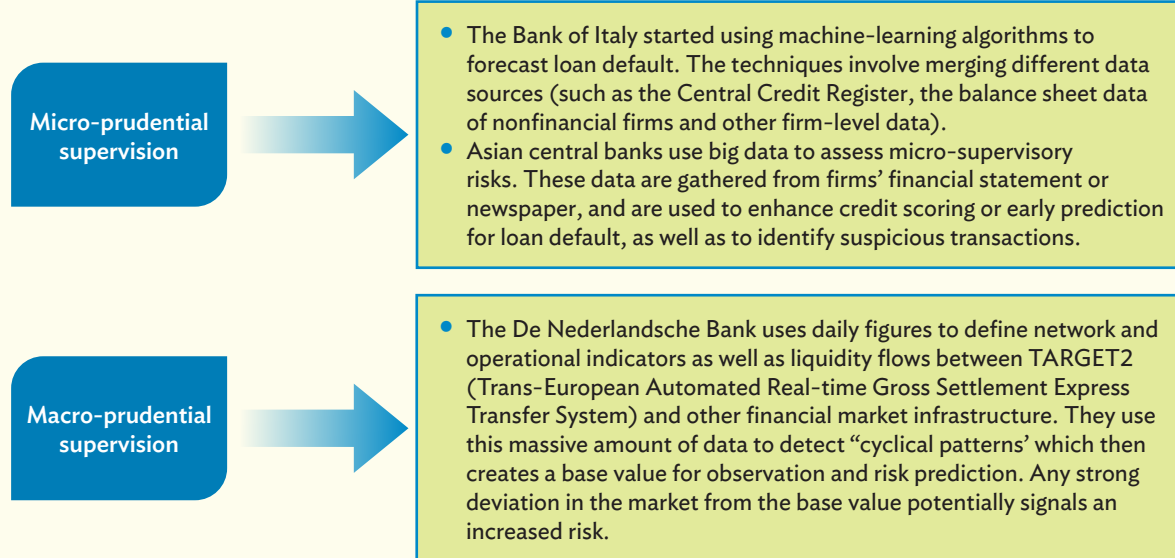 Micro-prudential
supervision
• The Bank of Italy started using machine-learning algorithms to
forecast loan default. The techniques involve merging different data
sources (such as the Central Credit Register, the balance sheet data
of nonfinancial firms and other firm-level data).
• Asian central banks use big data to assess micro-supervisory
risks. These data are gathered from firms’ financial statement or
newspaper, and are used to enhance credit scoring or early prediction
for loan default, as well as to identify suspicious transactions.
Macro-prudential
supervision
• The De Nederlandsche Bank uses daily figures to define network and
operational indicators as well as liquidity flows between TARGET2
(Trans-European Automated Real-time Gross Settlement Express
Transfer System) and other financial market infrastructure. They use
this massive amount of data to detect “cyclical patterns’ which then
creates a base value for observation and risk prediction. Any strong
deviation in the market from the base value potentially signals an
increased risk.